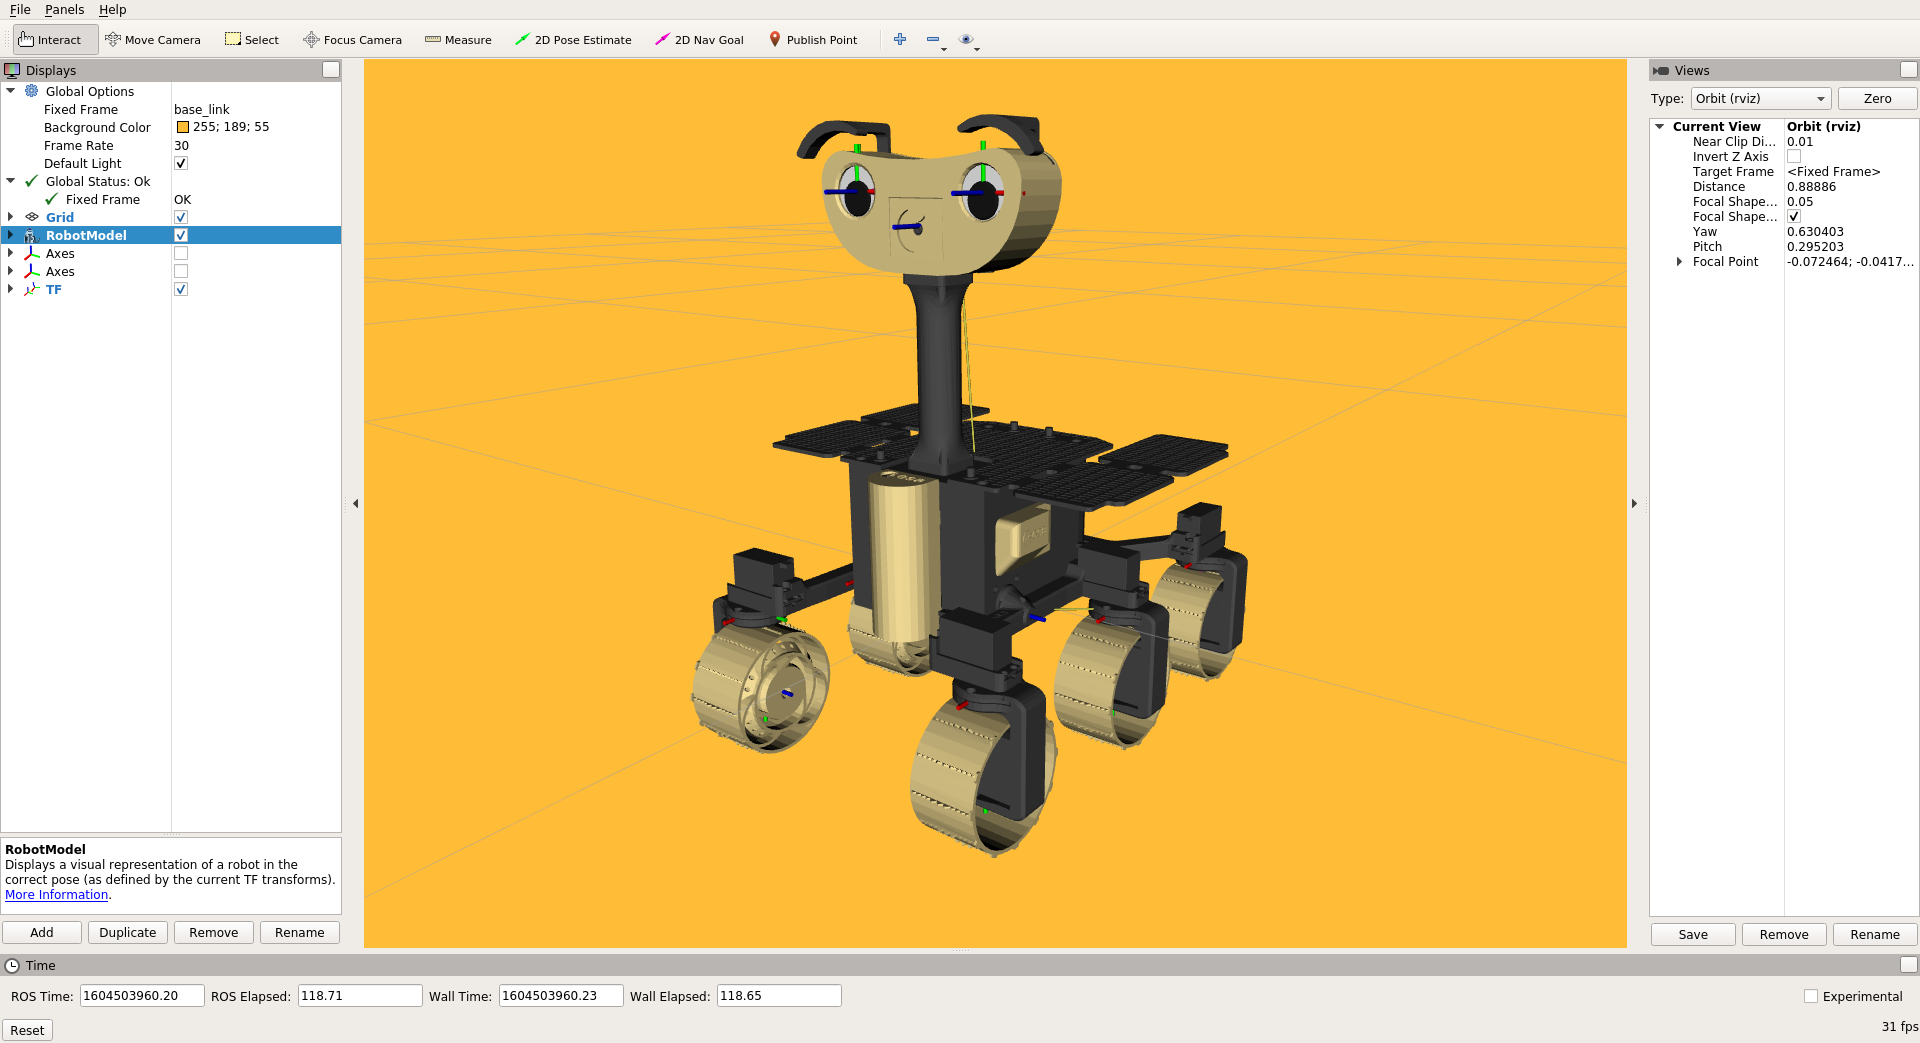 File Panels Help
Interact Move Camera Select Focus Camera Measure 2D Pose Estimate 2D Nav Goal Publish Point
Displays
Global Options
Fixed Frame base_link
Background Color 255; 189; 55
Frame Rate 30
Default Light
Global Status: Ok
Fixed Frame OK
Grid
RobotModel
Axes
Axes
TF
RobotModel
Displays a visual representation of a robot in the
correct pose (as defined by the current TF transforms).
More Information.
Add Duplicate Remove Rename
Views
Type: Orbit (rviz) Zero
Current View Orbit (rviz)
Near Clip Di... 0.01
Invert Z Axis
Target Frame <Fixed Frame>
Distance 0.88886
Focal Shape... 0.05
Focal Shape...
Yaw 0.630403
Pitch 0.295203
Focal Point -0.072464; -0.0417...
Save Remove Rename
Time
ROS Time: 1604503960.20 ROS Elapsed: 118.71 Wall Time: 1604503960.23 Wall Elapsed: 118.65 Experimental
Reset 31 fps